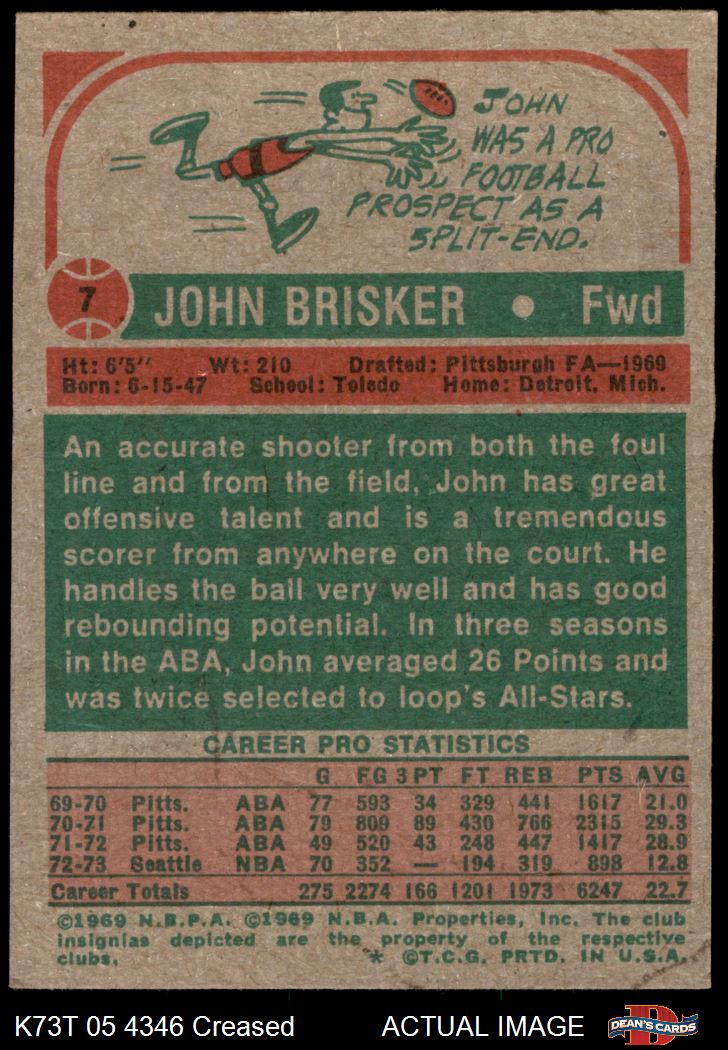 JOHN
WAS A PRO
FOOTBALL
PROSPECT AS A
SPLIT-END.
7 JOHN BRISKER • Fwd
Ht: 6'5" Wt: 210 Drafted: Pittsburgh FA—1969
Born: 6-15-47 School: Toledo Home: Detroit, Mich.
An accurate shooter from both the foul
line and from the field, John has great
offensive talent and is a tremendous
scorer from anywhere on the court. He
handles the ball very well and has good
rebounding potential. In three seasons
in the ABA, John averaged 26 Points and
was twice selected to loop's All-Stars.
CAREER PRO STATISTICS
G FG 3PT FT REB PTS AVG
69-70 Pitts. ABA 77 593 34 329 441 1617 21.0
70-71 Pitts. ABA 79 809 89 430 766 2315 29.3
71-72 Pitts. ABA 49 520 43 248 447 1417 28.9
72-73 Seattle NBA 70 352 — 194 319 898 12.8
Career Totals 275 2274 166 1201 1973 6247 22.7
©1969 N.B.P.A. ©1969 N.B.A. Properties, Inc. The club
insignias depicted are the property of the respective
clubs. * ©T.C.G. PRTD. IN U.S.A.
K73T 05 4346 Creased ACTUAL IMAGE DEAN'S CARDS